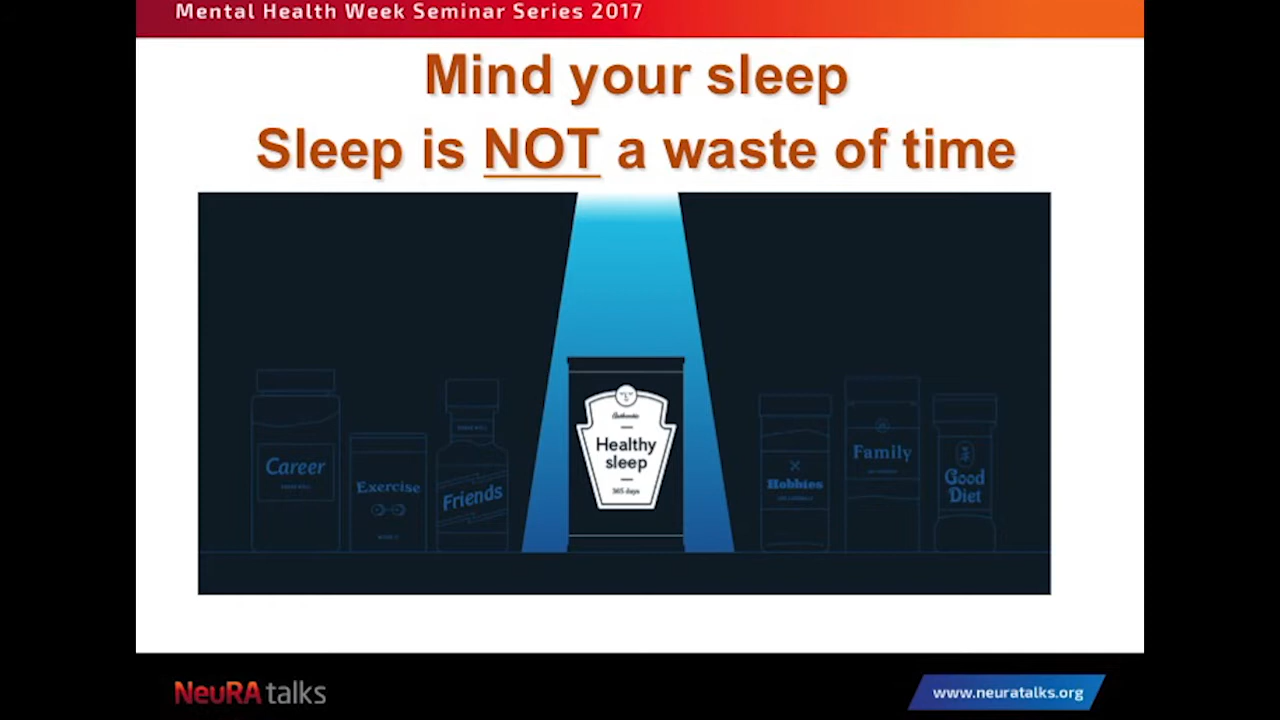 Mental Health Week Seminar Series 2017
Mind your sleep
Sleep is NOT a waste of time
Career
Exercise
Friends
Authentic
Healthy
sleep
365 days
Hobbies
Family
Good
Diet
NeuRA talks
www.neuratalks.org